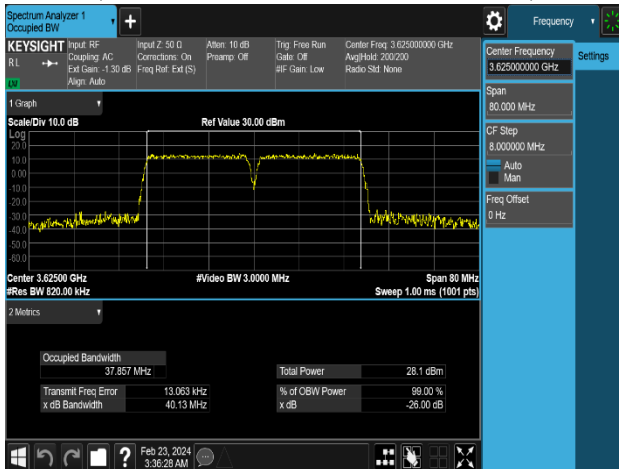 Spectrum Analyzer 1
Occupied BW
+
Frequency
KEYSIGHT
RL
Input: RF
Coupling: AC
Ext Gain: -1.30 dB
Align: Auto
Input Z: 50 Ω
Corrections: On
Freq Ref: Ext (S)
Atten: 10 dB
Preamp: Off
Trig: Free Run
Gate: Off
#IF Gain: Low
Center Freq: 3.625000000 GHz
Avg|Hold: 200/200
Radio Std: None
Center Frequency
3.625000000 GHz
Settings
Span
80.000 MHz
CF Step
8.000000 MHz
Auto
Man
Freq Offset
0 Hz
1 Graph
Scale/Div 10.0 dB
Ref Value 30.00 dBm
Log
20.0
10.0
0.00
-10.0
-20.0
-30.0
-40.0
-50.0
-60.0
Center 3.62500 GHz
#Video BW 3.0000 MHz
Span 80 MHz
#Res BW 820.00 kHz
Sweep 1.00 ms (1001 pts)
2 Metrics
Occupied Bandwidth
37.857 MHz
Total Power 28.1 dBm
Transmit Freq Error 13.063 kHz
% of OBW Power 99.00 %
x dB Bandwidth 40.13 MHz
x dB -26.00 dB
?
Feb 23, 2024
3:36:28 AM